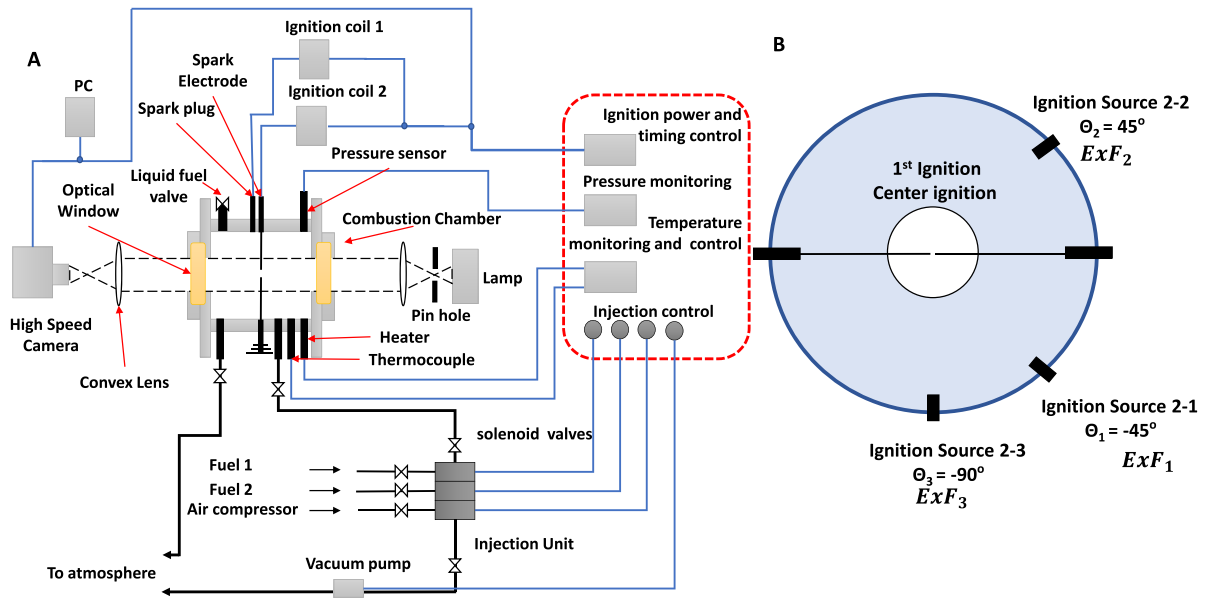 A
PC
Ignition coil 1
Spark
Electrode
Ignition coil 2
Spark plug
Pressure sensor
Liquid fuel
valve
Optical
Window
Combustion Chamber
Lamp
Pin hole
High Speed
Camera
Convex Lens
Heater
Thermocouple
Ignition power and
timing control
Pressure monitoring
Temperature
monitoring and control
Injection control
solenoid valves
Fuel 1
Fuel 2
Air compressor
Injection Unit
Vacuum pump
To atmosphere
B
Ignition Source 2-2
Θ₂ = 45°
ExF₂
1st Ignition
Center ignition
Ignition Source 2-1
Θ₁ = -45°
ExF₁
Ignition Source 2-3
Θ₃ = -90°
ExF₃